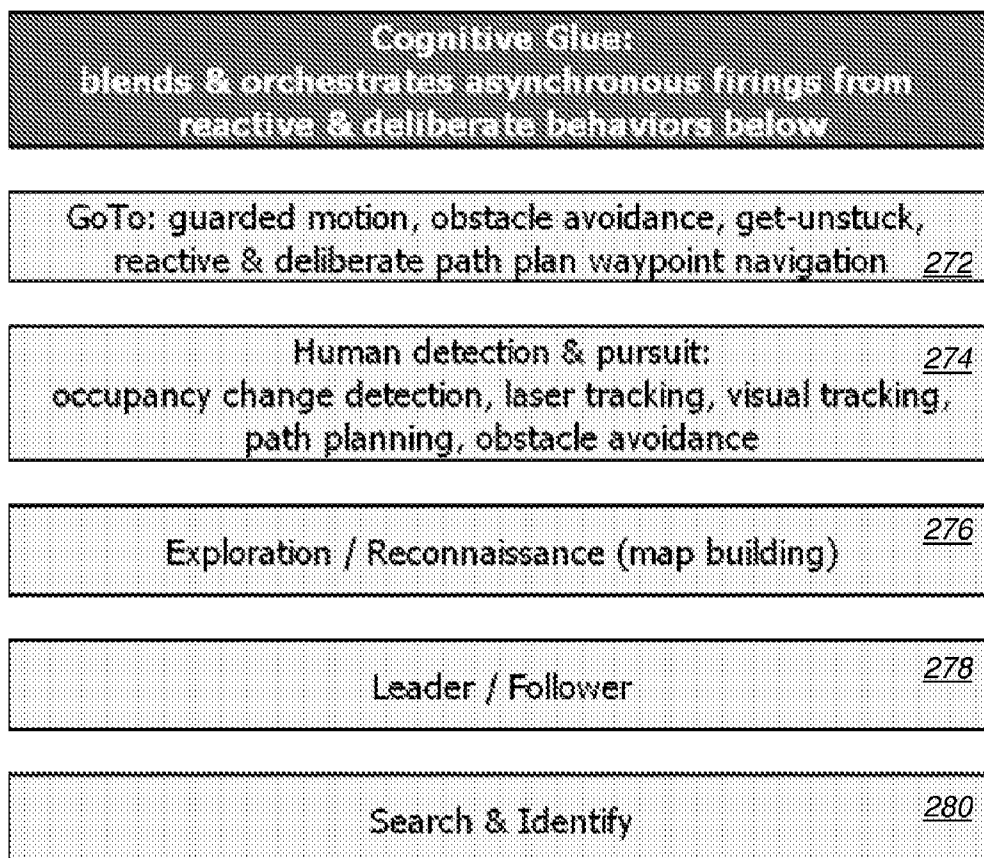 Cognitive Glue:
blends & orchestrates asynchronous firings from
reactive & deliberate behaviors below
GoTo: guarded motion, obstacle avoidance, get-unstuck,
reactive & deliberate path plan waypoint navigation 272
Human detection & pursuit: 274
occupancy change detection, laser tracking, visual tracking,
path planning, obstacle avoidance
Exploration / Reconnaissance (map building) 276
Leader / Follower 278
Search & Identify 280